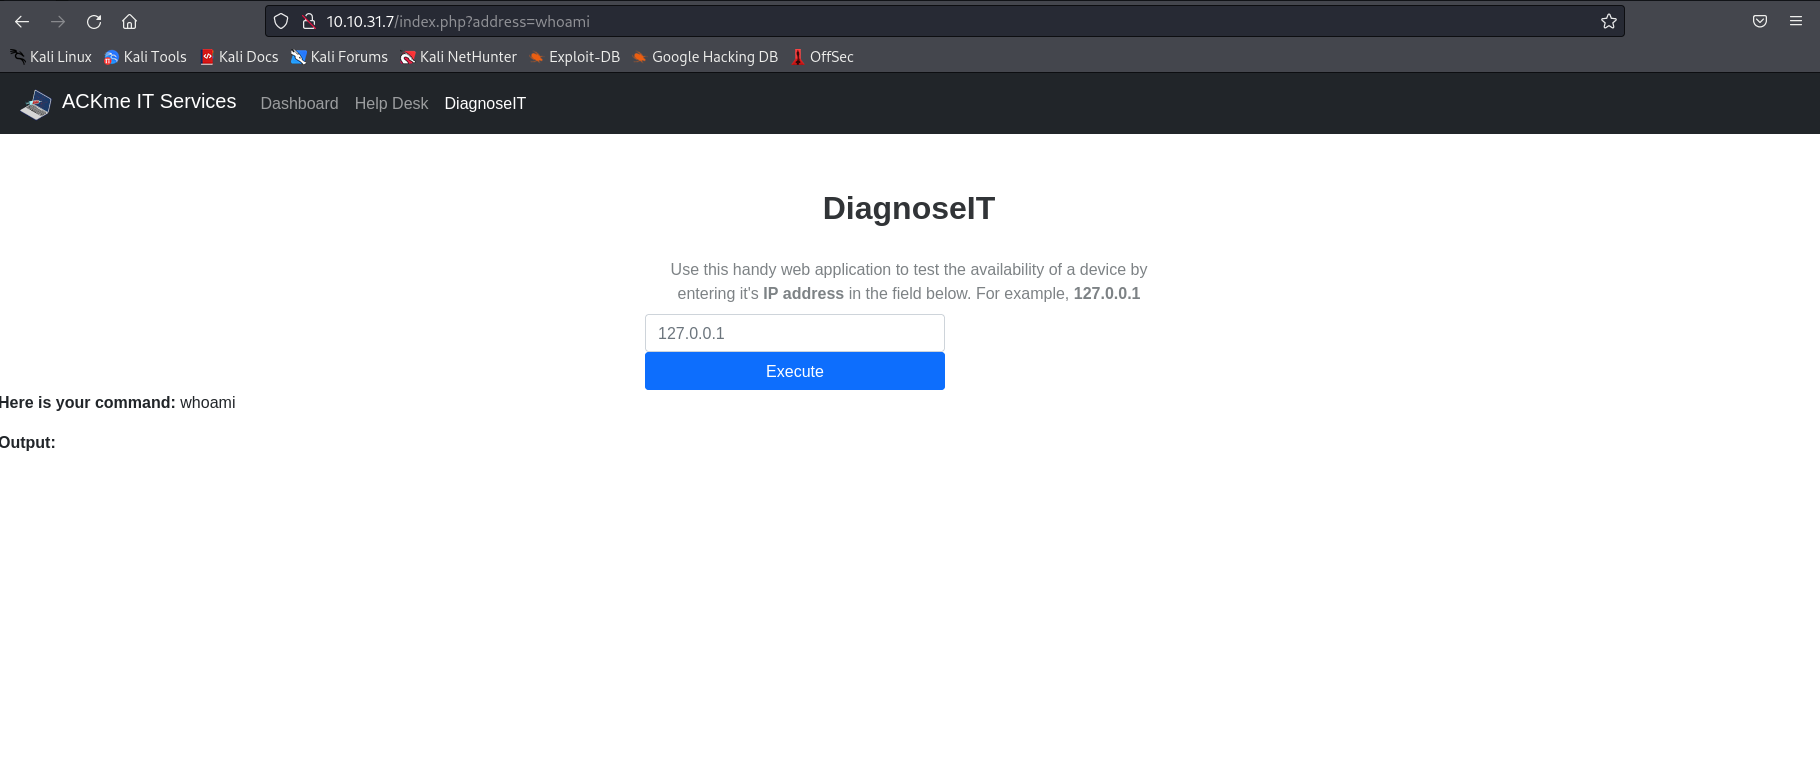 10.10.31.7/index.php?address=whoami
Kali Linux Kali Tools Kali Docs Kali Forums Kali NetHunter Exploit-DB Google Hacking DB OffSec
ACKme IT Services Dashboard Help Desk DiagnoseIT
DiagnoseIT
Use this handy web application to test the availability of a device by
entering it's IP address in the field below. For example, 127.0.0.1
127.0.0.1
Execute
Here is your command: whoami
Output: